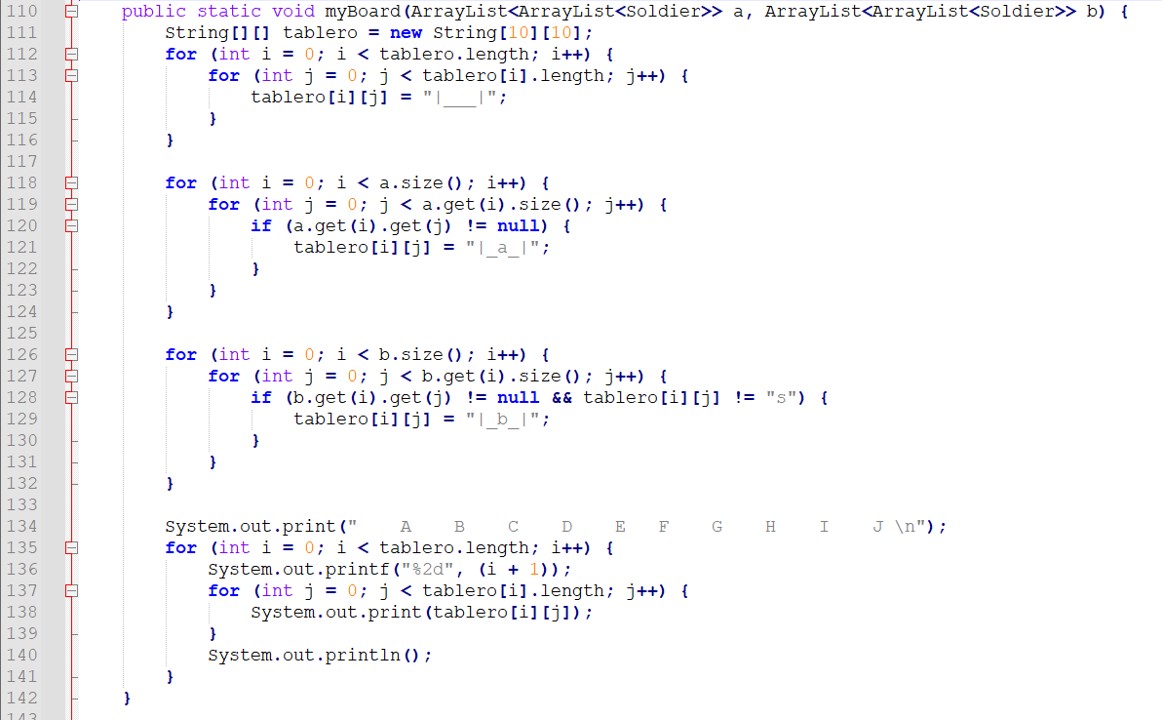 110 public static void myBoard(ArrayList<ArrayList<Soldier>> a, ArrayList<ArrayList<Soldier>> b) {
111 String[][] tablero = new String[10][10];
112 for (int i = 0; i < tablero.length; i++) {
113 for (int j = 0; j < tablero[i].length; j++) {
114 tablero[i][j] = "|___|";
115 }
116 }
117
118 for (int i = 0; i < a.size(); i++) {
119 for (int j = 0; j < a.get(i).size(); j++) {
120 if (a.get(i).get(j) != null) {
121 tablero[i][j] = "|_a_|";
122 }
123 }
124 }
125
126 for (int i = 0; i < b.size(); i++) {
127 for (int j = 0; j < b.get(i).size(); j++) {
128 if (b.get(i).get(j) != null && tablero[i][j] != "s") {
129 tablero[i][j] = "|_b_|";
130 }
131 }
132 }
133
134 System.out.print("    A    B    C    D    E   F    G    H    I    J \n");
135 for (int i = 0; i < tablero.length; i++) {
136 System.out.printf("%2d", (i + 1));
137 for (int j = 0; j < tablero[i].length; j++) {
138 System.out.print(tablero[i][j]);
139 }
140 System.out.println();
141 }
142 }
143